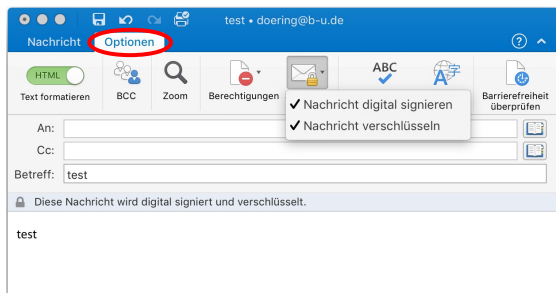 test • doering@b-u.de
Nachricht Optionen
HTML
ABC
Text formatieren BCC Zoom Berechtigungen Barrierefreiheit
überprüfen
✓ Nachricht digital signieren
✓ Nachricht verschlüsseln
An:
Cc:
Betreff: test
Diese Nachricht wird digital signiert und verschlüsselt.
test